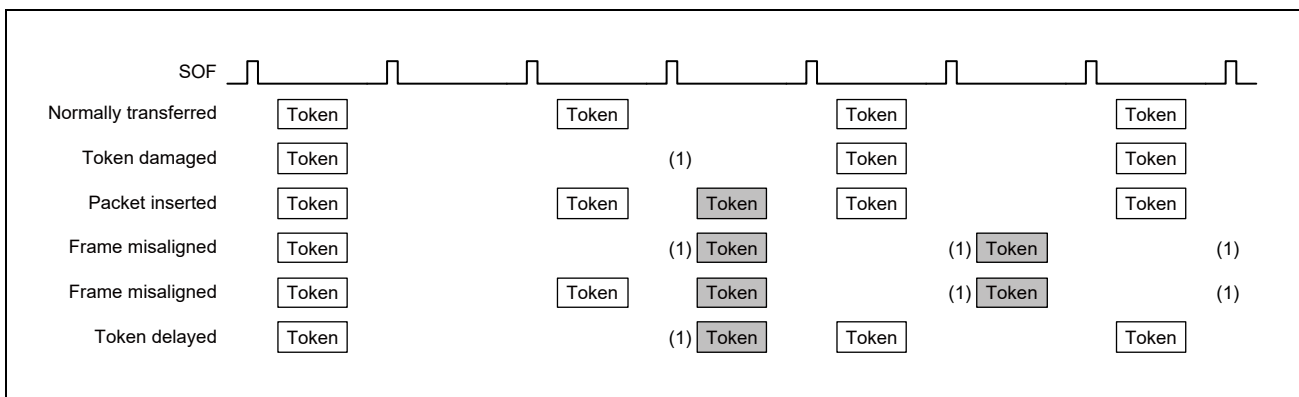 SOF
Normally transferred Token Token Token Token
Token damaged Token (1) Token Token
Packet inserted Token Token Token Token Token
Frame misaligned Token (1) Token (1) Token (1)
Frame misaligned Token Token Token (1) Token (1)
Token delayed Token (1) Token Token Token